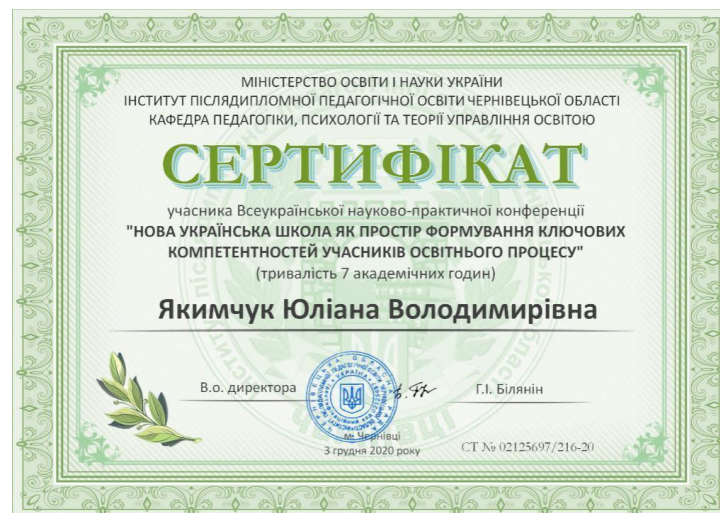 МІНІСТЕРСТВО ОСВІТИ І НАУКИ УКРАЇНИ
ІНСТИТУТ ПІСЛЯДИПЛОМНОЇ ПЕДАГОГІЧНОЇ ОСВІТИ ЧЕРНІВЕЦЬКОЇ ОБЛАСТІ
КАФЕДРА ПЕДАГОГІКИ, ПСИХОЛОГІЇ ТА ТЕОРІЇ УПРАВЛІННЯ ОСВІТОЮ
СЕРТИФІКАТ
учасника Всеукраїнської науково-практичної конференції
"НОВА УКРАЇНСЬКА ШКОЛА ЯК ПРОСТІР ФОРМУВАННЯ КЛЮЧОВИХ
КОМПЕТЕНТНОСТЕЙ УЧАСНИКІВ ОСВІТНЬОГО ПРОЦЕСУ"
(тривалість 7 академічних годин)
Якимчук Юліана Володимирівна
В.о. директора
Г.І. Білянін
м. Чернівці
3 грудня 2020 року
СТ № 02125697/216-20